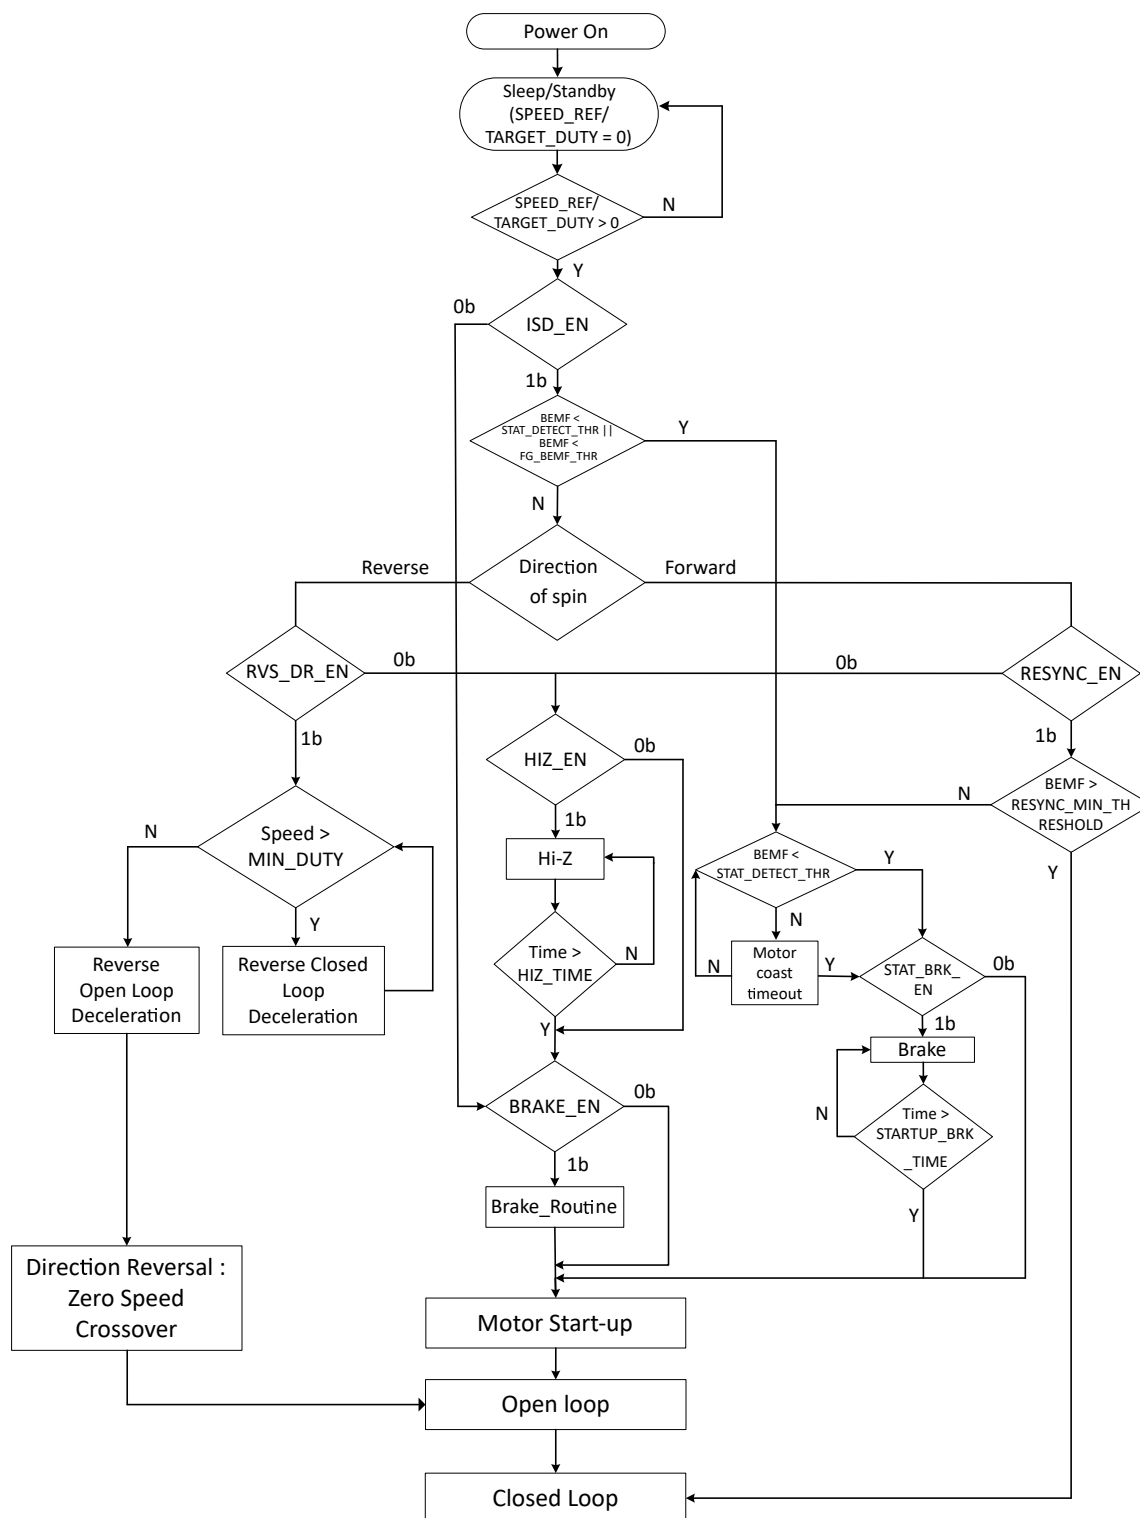 Power On
Sleep/Standby
(SPEED_REF/
TARGET_DUTY = 0)
SPEED_REF/
TARGET_DUTY > 0
N
Y
0b
ISD_EN
1b
BEMF <
STAT_DETECT_THR ||
BEMF <
FG_BEMF_THR
Y
N
Reverse
Direction
of spin
Forward
RVS_DR_EN
0b
0b
RESYNC_EN
1b
1b
HIZ_EN
0b
BEMF >
RESYNC_MIN_TH
RESHOLD
N
Y
N
Speed >
MIN_DUTY
Y
1b
Hi-Z
BEMF <
STAT_DETECT_THR
Y
N
Reverse
Open Loop
Deceleration
Reverse Closed
Loop
Deceleration
Time >
HIZ_TIME
N
Y
N
Motor
coast
timeout
Y
STAT_BRK_
EN
0b
1b
Brake
BRAKE_EN
0b
1b
N
Time >
STARTUP_BRK
_TIME
Y
Brake_Routine
Direction Reversal :
Zero Speed
Crossover
Motor Start-up
Open loop
Closed Loop